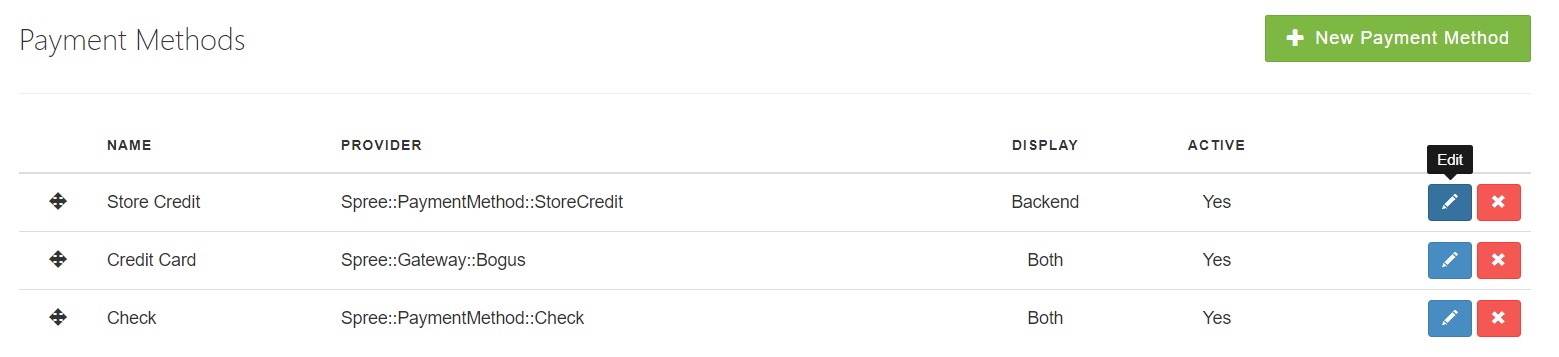 Payment Methods
New Payment Method
NAME PROVIDER DISPLAY ACTIVE
Edit
Store Credit Spree::PaymentMethod::StoreCredit Backend Yes
Credit Card Spree::Gateway::Bogus Both Yes
Check Spree::PaymentMethod::Check Both Yes